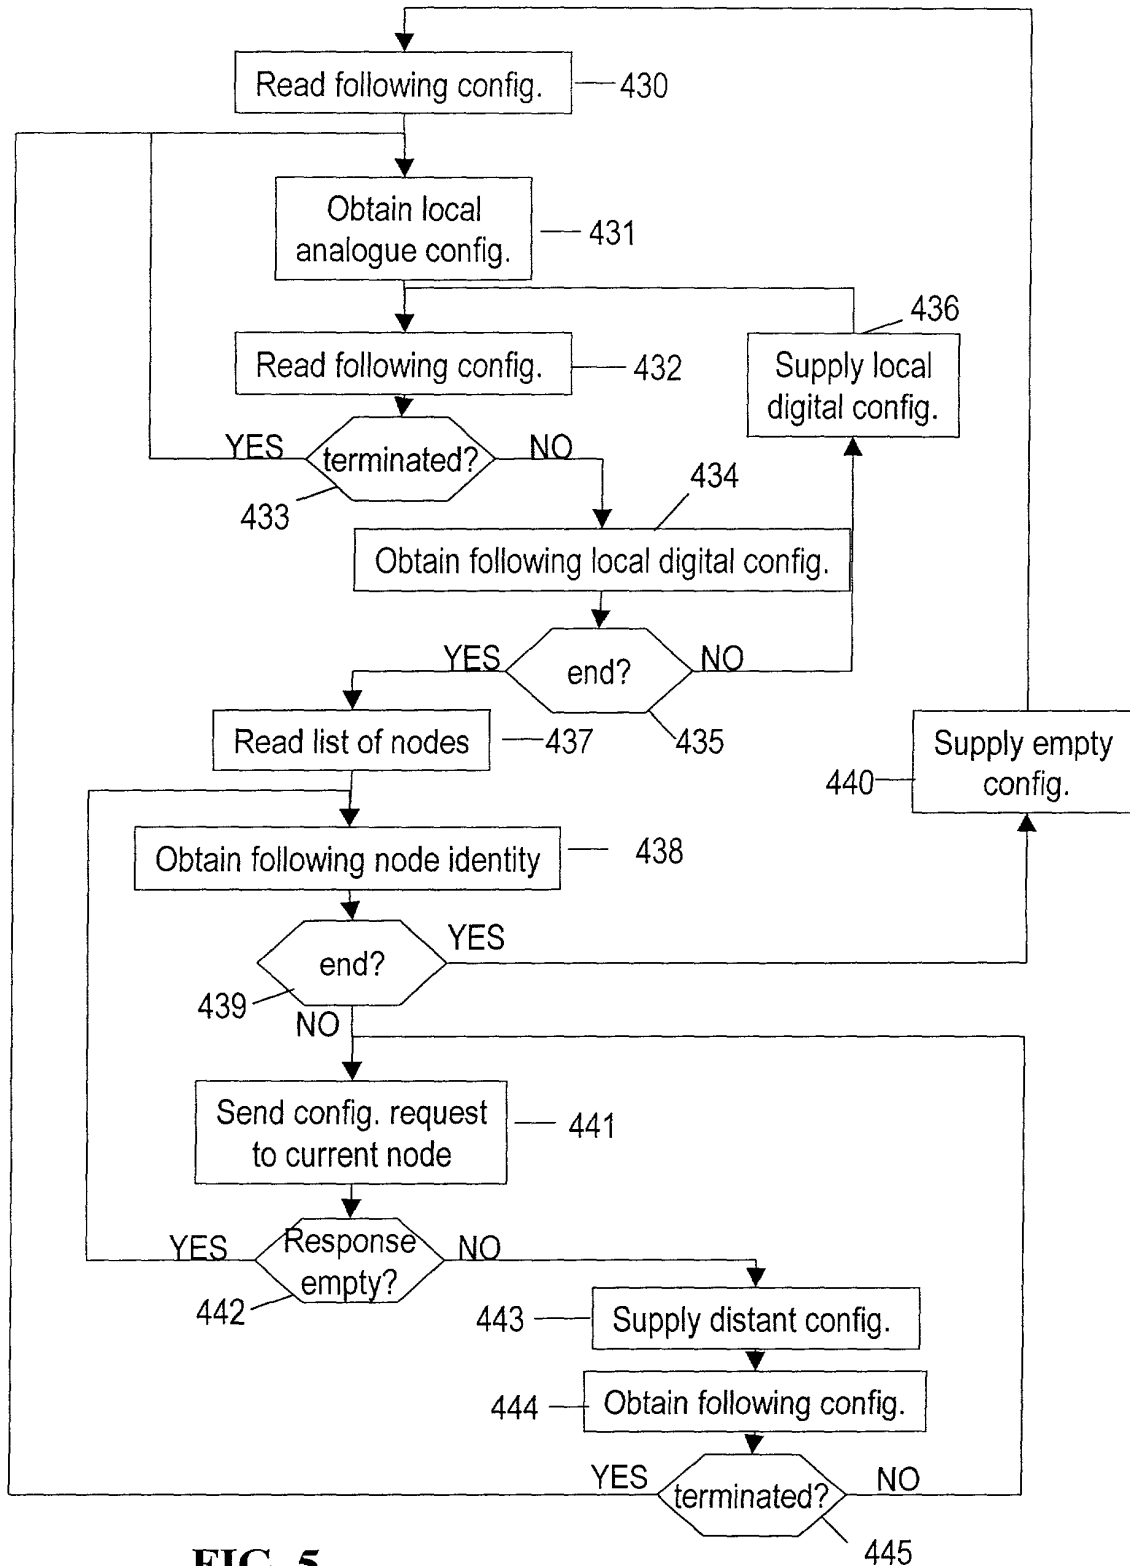 Read following config.
430
Obtain local
analogue config.
431
436
Read following config.
432
Supply local
digital config.
YES
terminated?
NO
433
434
Obtain following local digital config.
YES
end?
NO
435
Read list of nodes
437
Supply empty
config.
440
Obtain following node identity
438
YES
end?
439
NO
Send config. request
to current node
441
YES
Response
empty?
NO
442
443
Supply distant config.
444
Obtain following config.
YES
terminated?
NO
445
FIG. 5